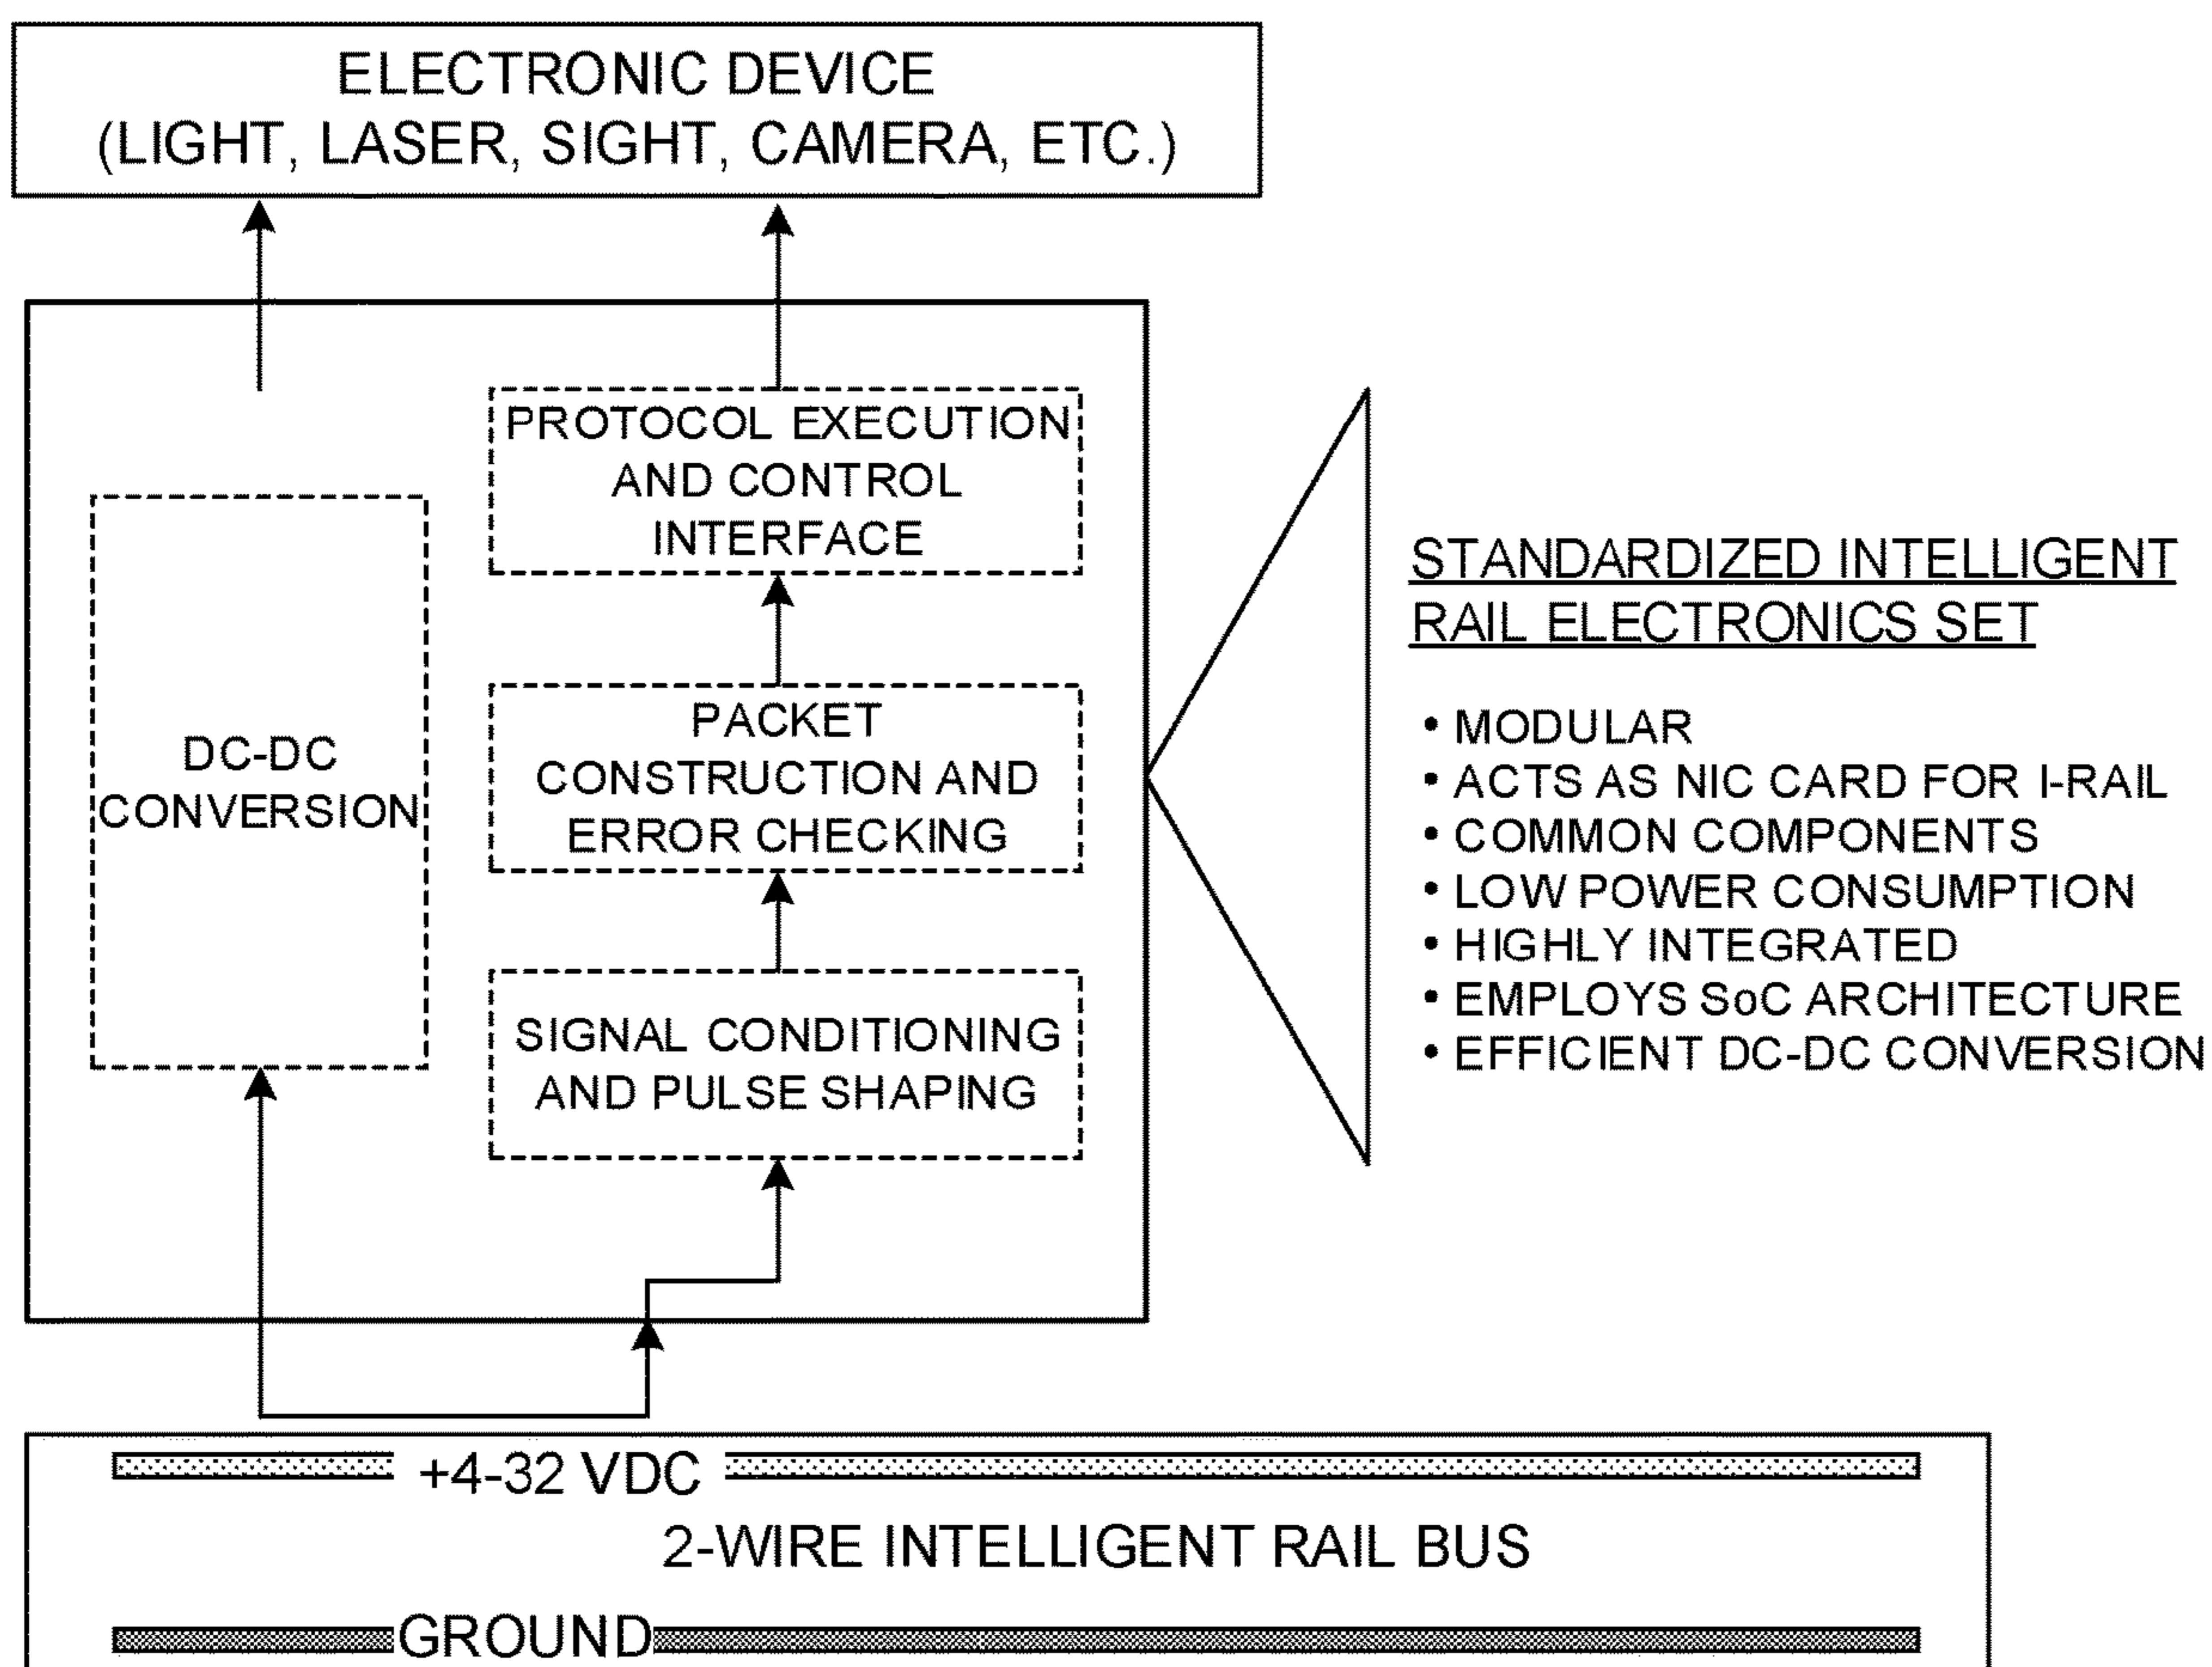 ELECTRONIC DEVICE
(LIGHT, LASER, SIGHT, CAMERA, ETC.)
DC-DC
CONVERSION
PROTOCOL EXECUTION
AND CONTROL
INTERFACE
PACKET
CONSTRUCTION AND
ERROR CHECKING
SIGNAL CONDITIONING
AND PULSE SHAPING
STANDARDIZED INTELLIGENT
RAIL ELECTRONICS SET
• MODULAR
• ACTS AS NIC CARD FOR I-RAIL
• COMMON COMPONENTS
• LOW POWER CONSUMPTION
• HIGHLY INTEGRATED
• EMPLOYS SoC ARCHITECTURE
• EFFICIENT DC-DC CONVERSION
+4-32 VDC
2-WIRE INTELLIGENT RAIL BUS
GROUND